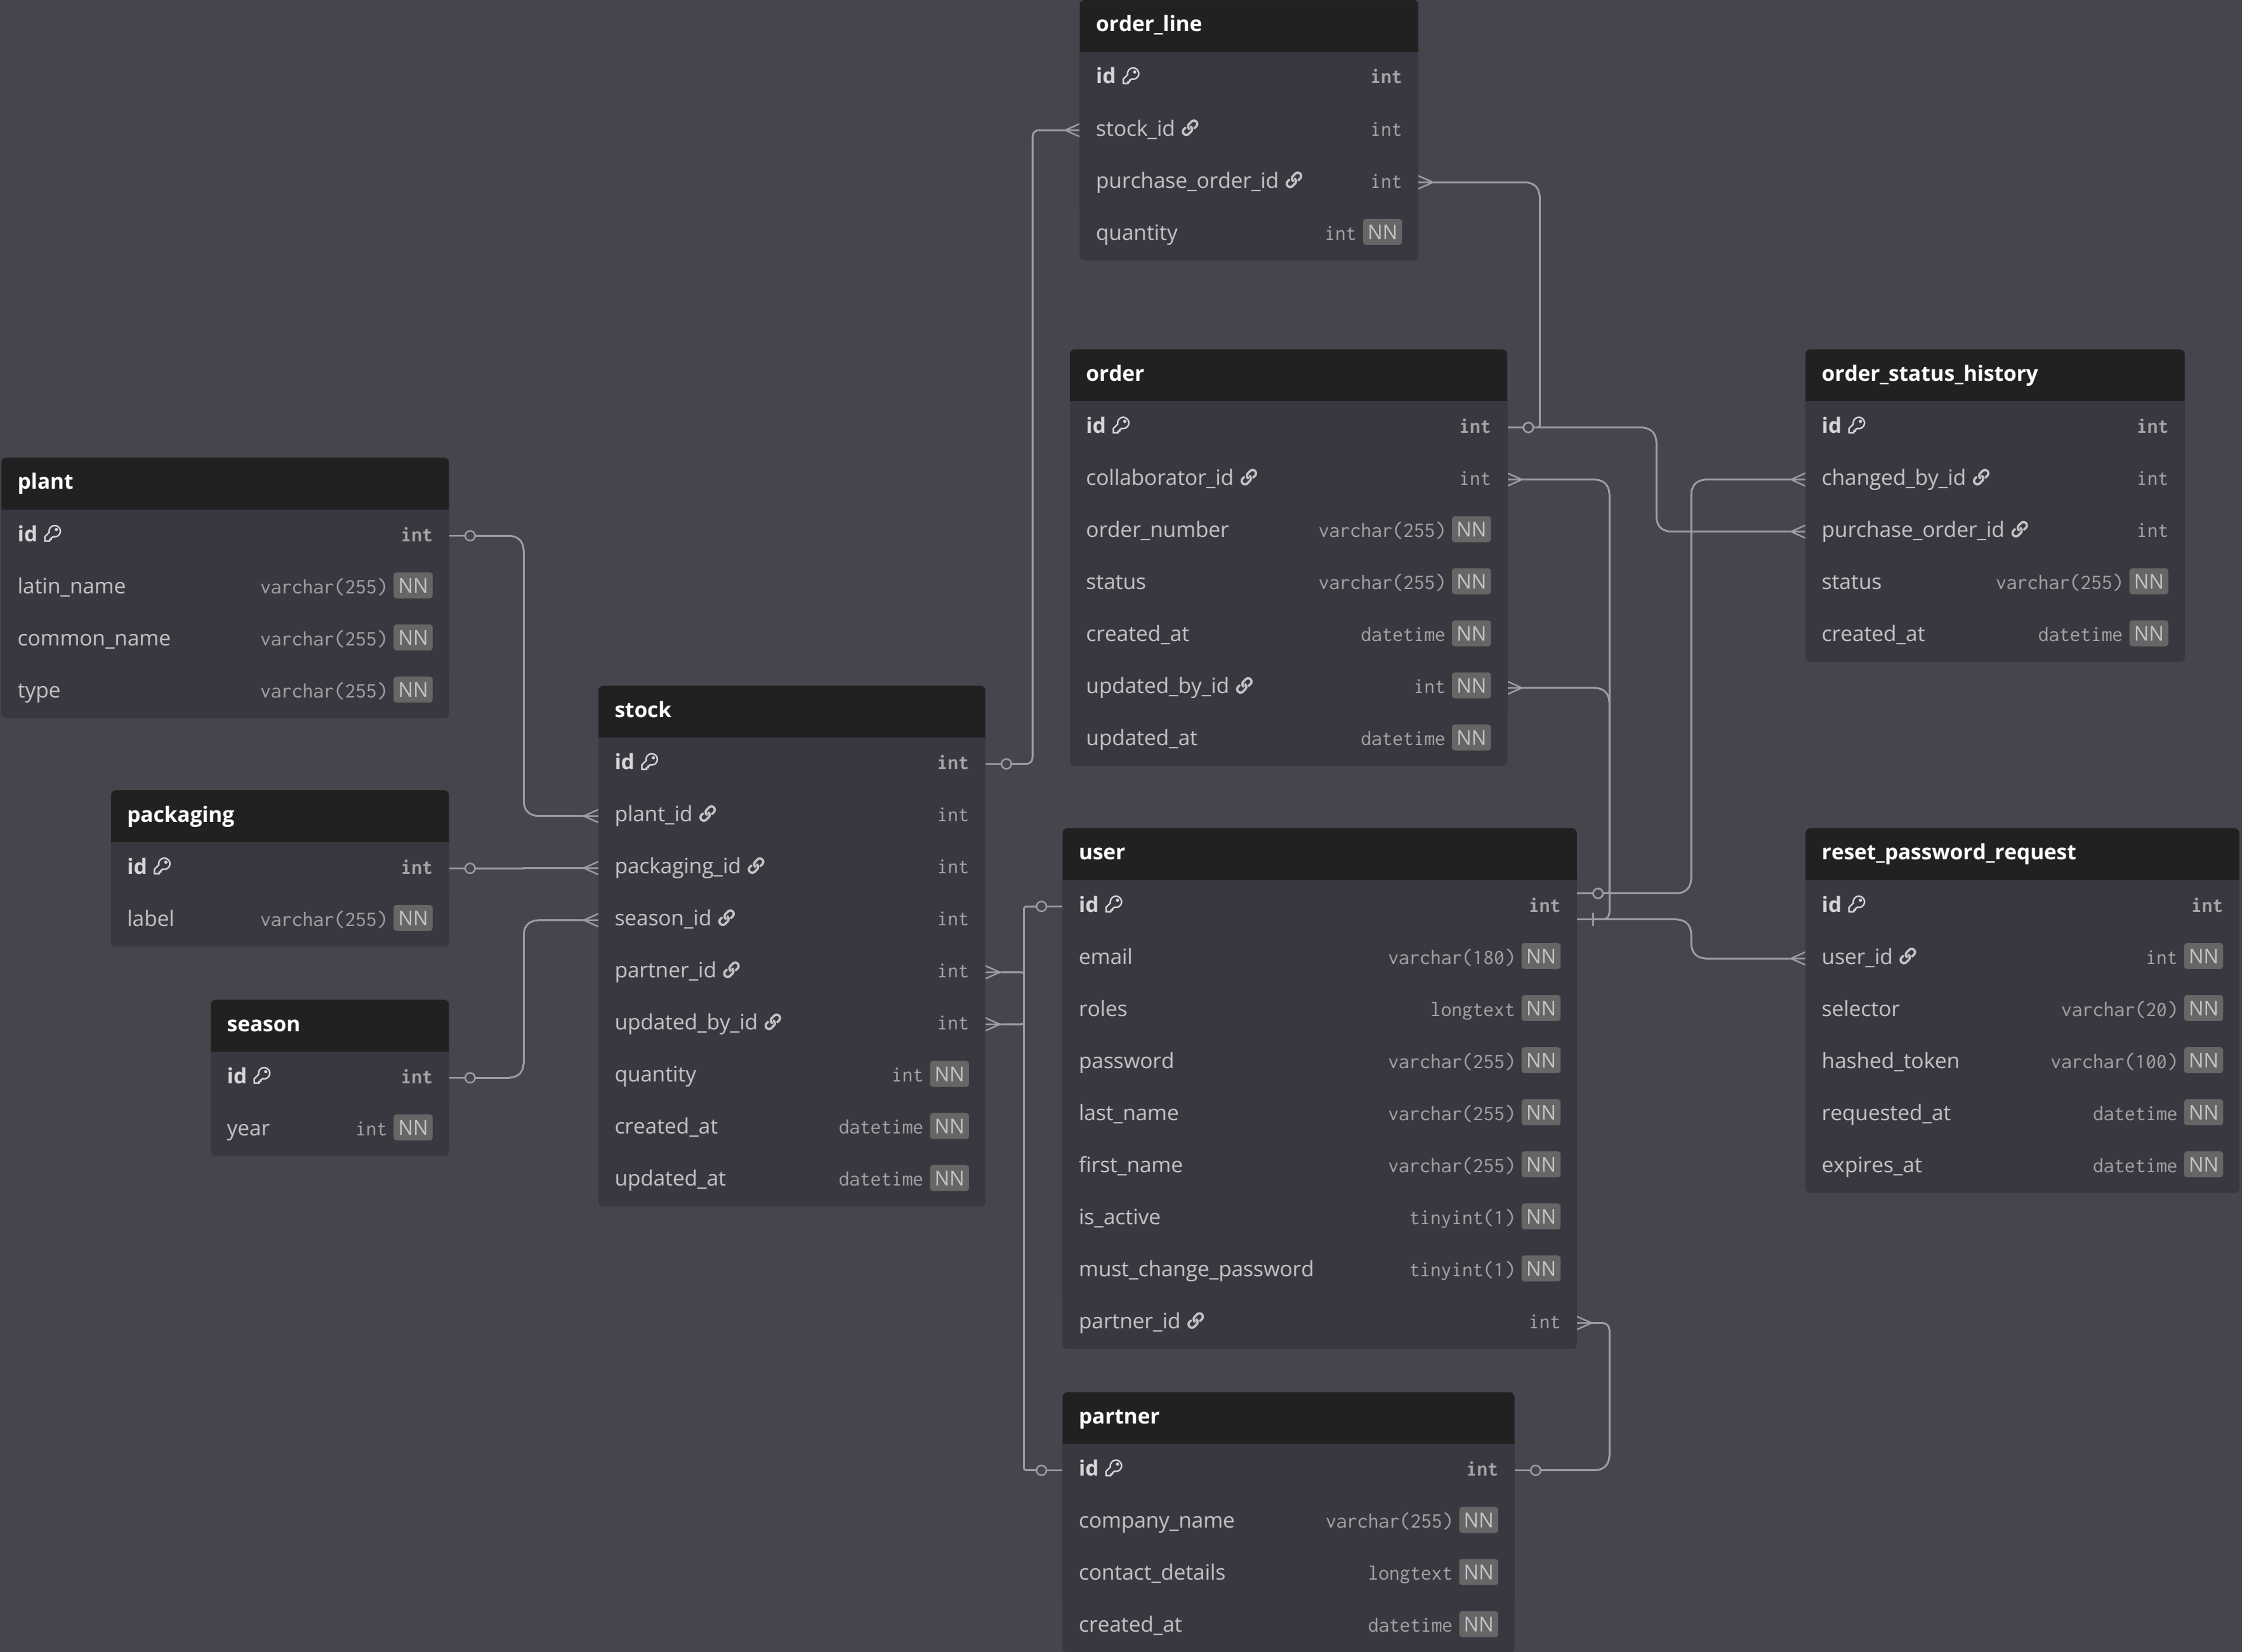 order_line
id int
stock_id int
purchase_order_id int
quantity int NN
order
id int
collaborator_id int
order_number varchar(255) NN
status varchar(255) NN
created_at datetime NN
updated_by_id int NN
updated_at datetime NN
order_status_history
id int
changed_by_id int
purchase_order_id int
status varchar(255) NN
created_at datetime NN
plant
id int
latin_name varchar(255) NN
common_name varchar(255) NN
type varchar(255) NN
packaging
id int
label varchar(255) NN
season
id int
year int NN
stock
id int
plant_id int
packaging_id int
season_id int
partner_id int
updated_by_id int
quantity int NN
created_at datetime NN
updated_at datetime NN
user
id int
email varchar(180) NN
roles longtext NN
password varchar(255) NN
last_name varchar(255) NN
first_name varchar(255) NN
is_active tinyint(1) NN
must_change_password tinyint(1) NN
partner_id int
reset_password_request
id int
user_id int NN
selector varchar(20) NN
hashed_token varchar(100) NN
requested_at datetime NN
expires_at datetime NN
partner
id int
company_name varchar(255) NN
contact_details longtext NN
created_at datetime NN